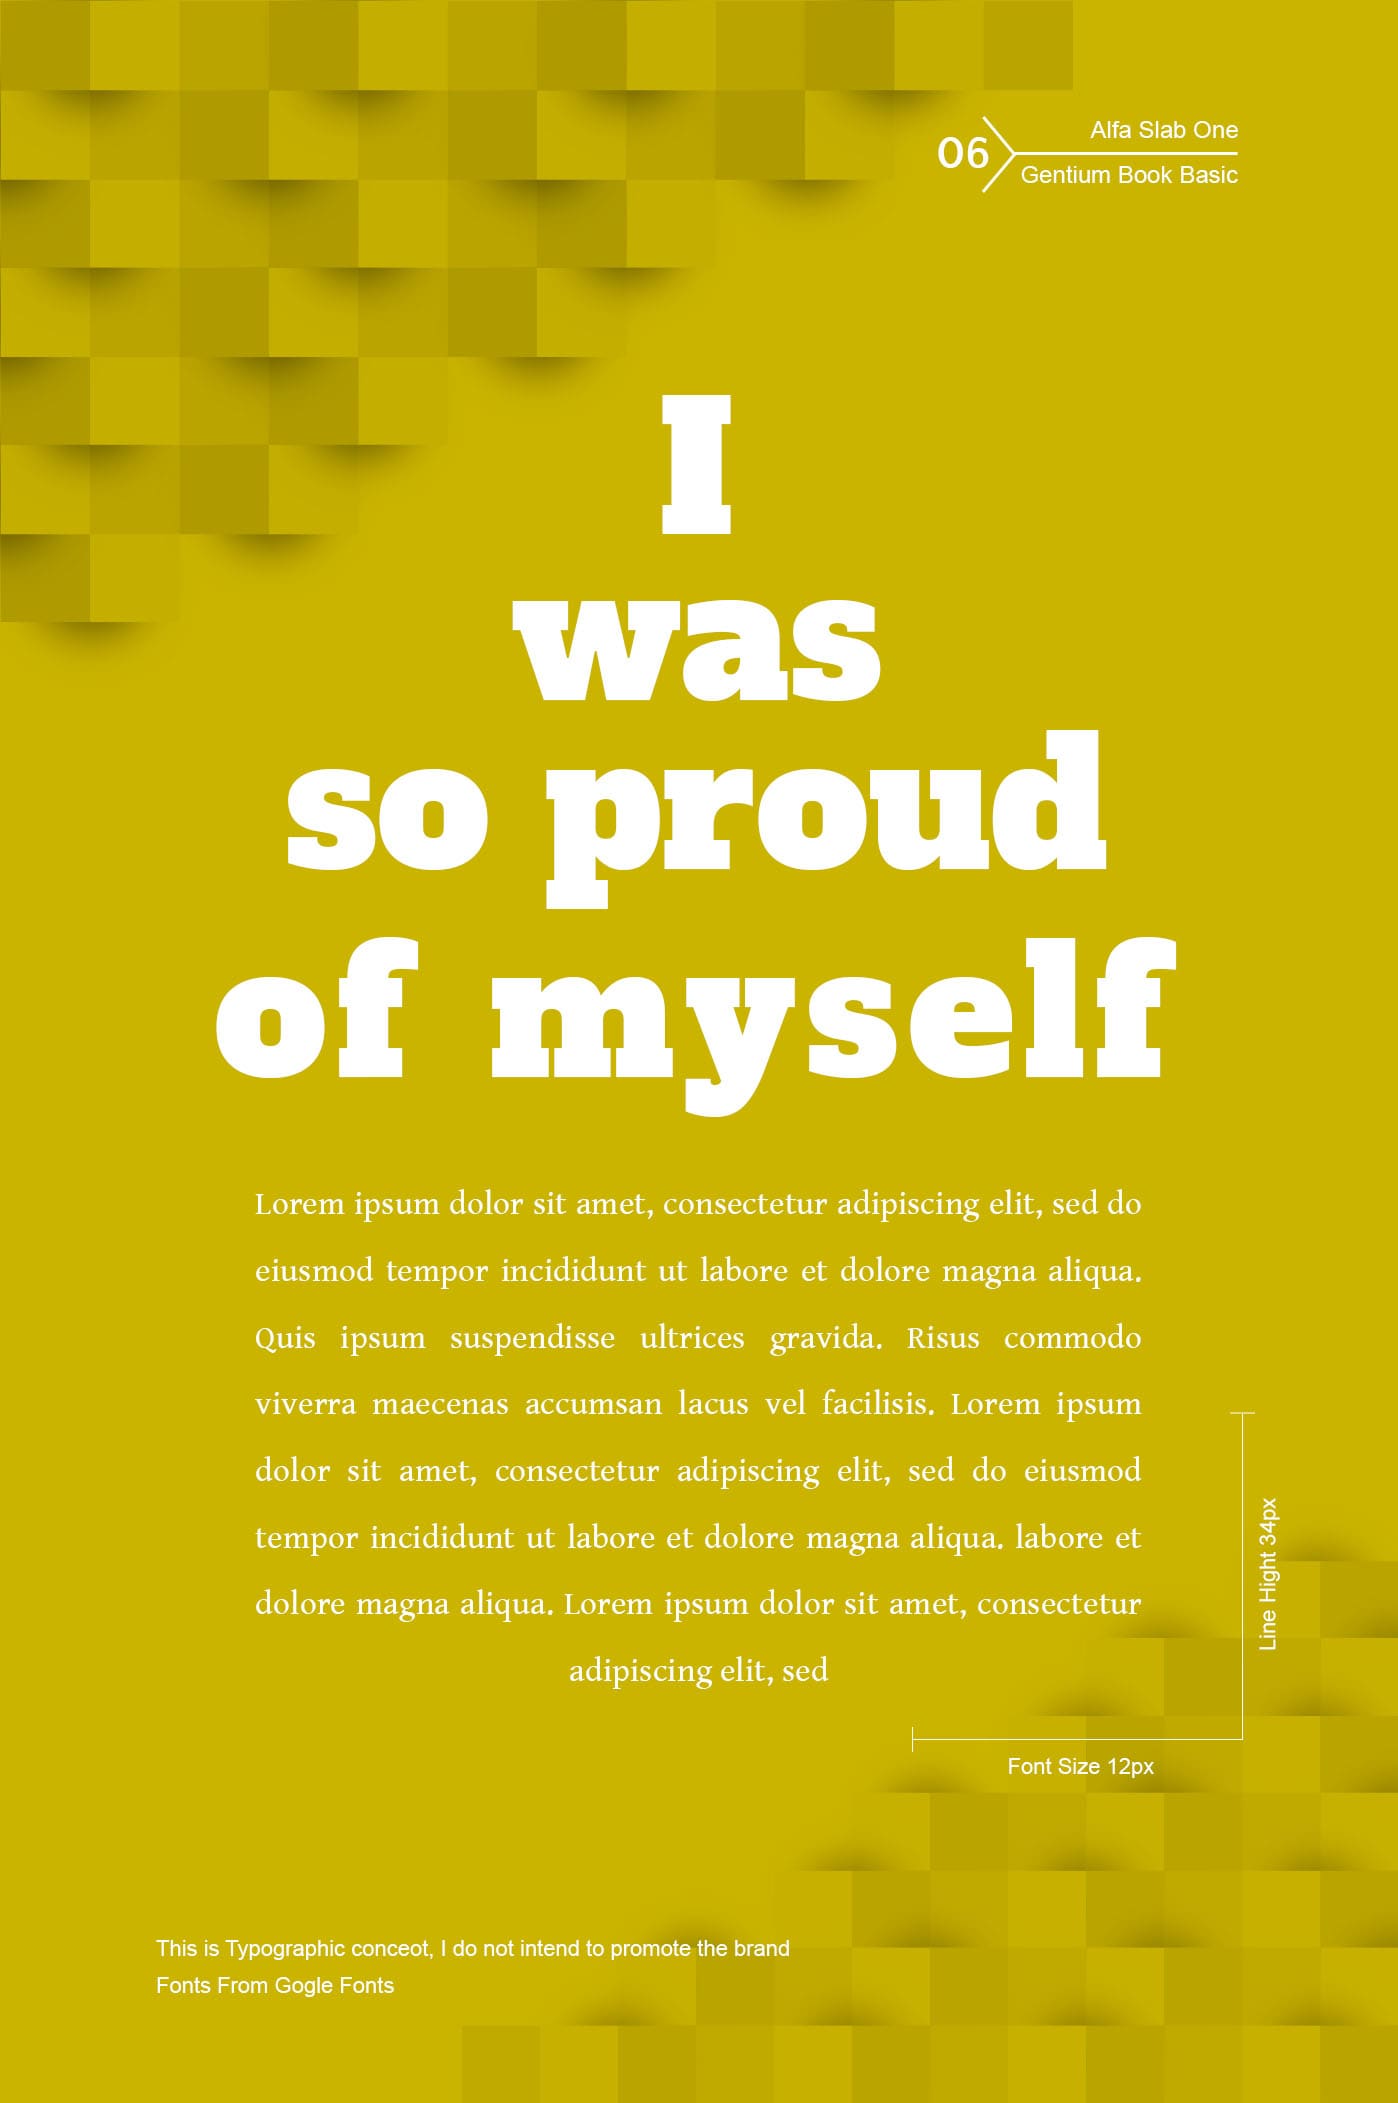 06
Alfa Slab One
Gentium Book Basic
I
was
so proud
of myself
Lorem ipsum dolor sit amet, consectetur adipiscing elit, sed do
eiusmod tempor incididunt ut labore et dolore magna aliqua.
Quis ipsum suspendisse ultrices gravida. Risus commodo
viverra maecenas accumsan lacus vel facilisis. Lorem ipsum
dolor sit amet, consectetur adipiscing elit, sed do eiusmod
tempor incididunt ut labore et dolore magna aliqua. labore et
dolore magna aliqua. Lorem ipsum dolor sit amet, consectetur
adipiscing elit, sed
Line Hight 34px
Font Size 12px
This is Typographic conceot, I do not intend to promote the brand
Fonts From Gogle Fonts